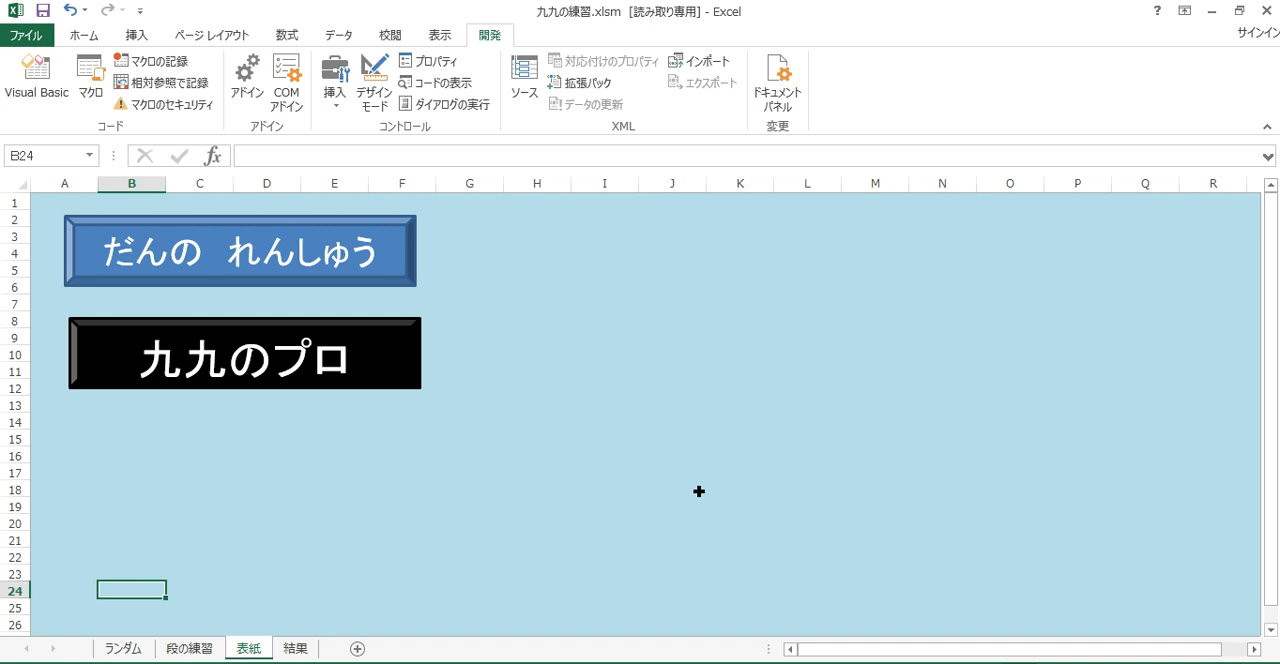 九九の練習.xlsm [読み取り専用] - Excel
?
ファイル ホーム 挿入 ページ レイアウト 数式 データ 校閲 表示 開発 サインイン
Visual Basic
マクロ
マクロの記録
相対参照で記録
マクロのセキュリティ
コード
アドイン
COM
アドイン
アドイン
挿入
デザイン
モード
プロパティ
コードの表示
ダイアログの実行
コントロール
ソース
対応付けのプロパティ
拡張パック
データの更新
インポート
エクスポート
XML
ドキュメント
パネル
変更
B24
fx
A B C D E F G H I J K L M N O P Q R
1
2
3
4
5
6
7
8
9
10
11
12
13
14
15
16
17
18
19
20
21
22
23
24
25
26
だんの れんしゅう
九九のプロ
ランダム 段の練習 表紙 結果